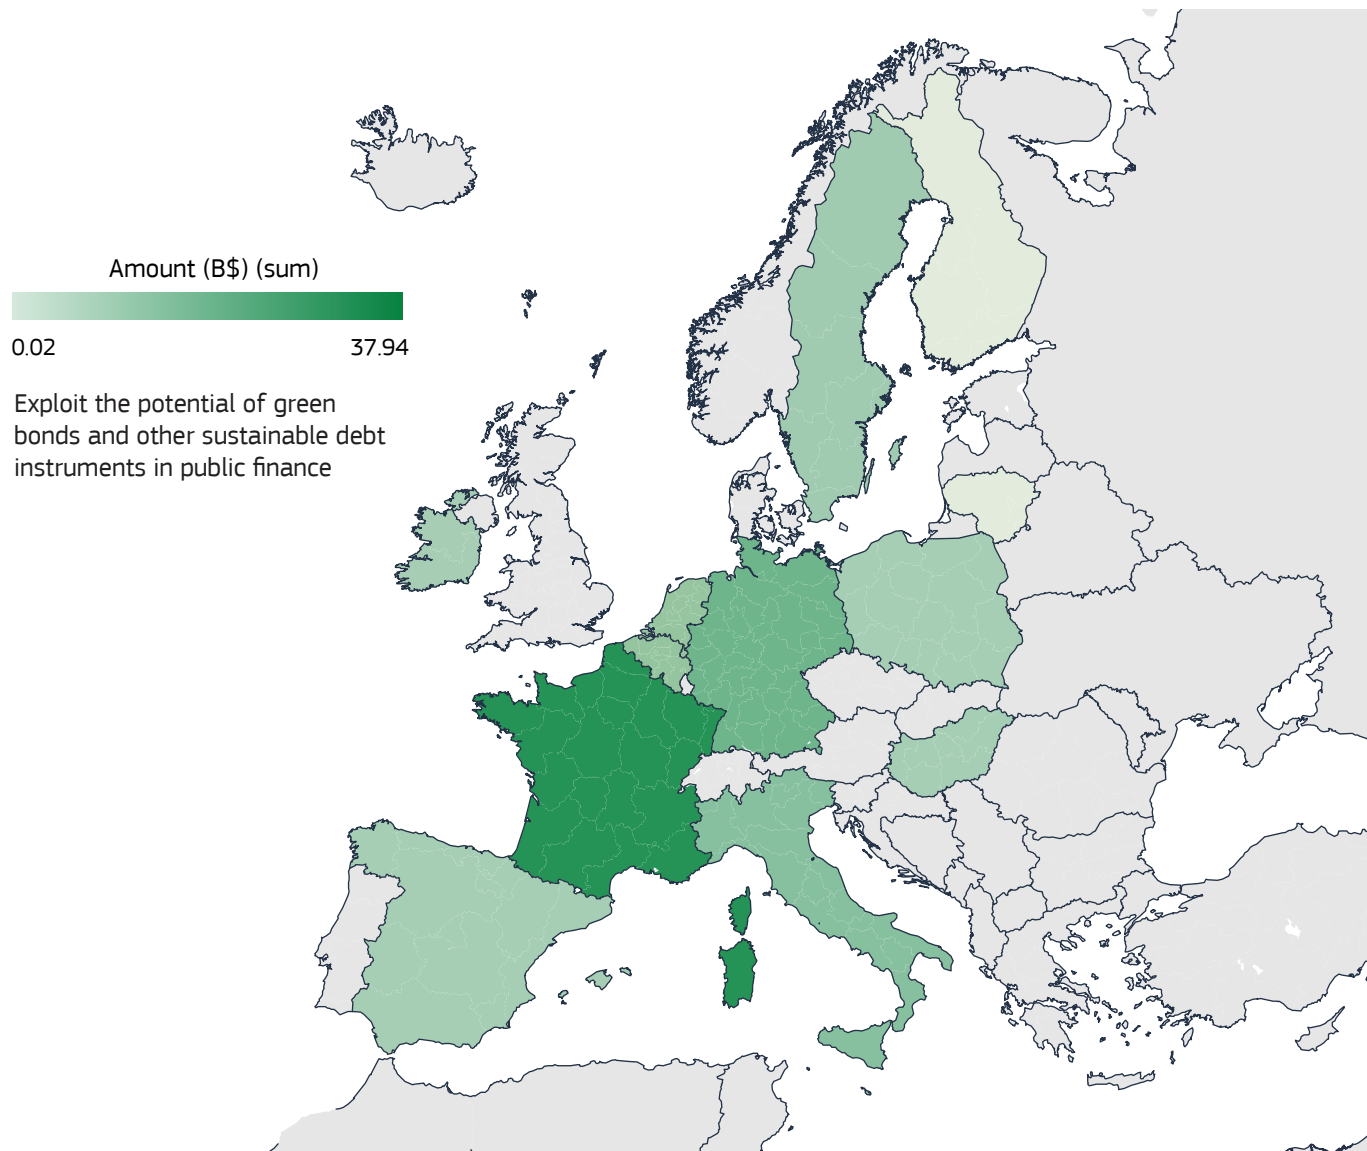 Amount (B$) (sum)
0.02
37.94
Exploit the potential of green
bonds and other sustainable debt
instruments in public finance